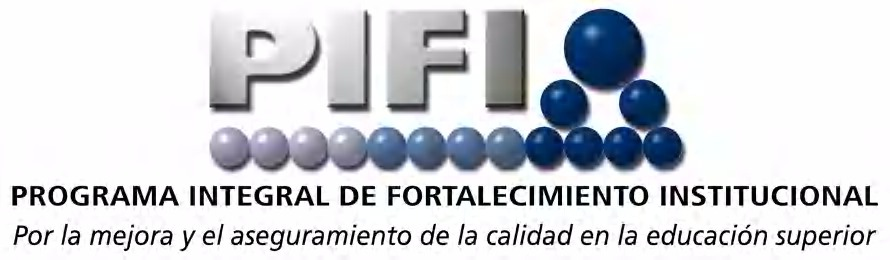 PIFI
PROGRAMA INTEGRAL DE FORTALECIMIENTO INSTITUCIONAL
Por la mejora y el aseguramiento de la calidad en la educación superior